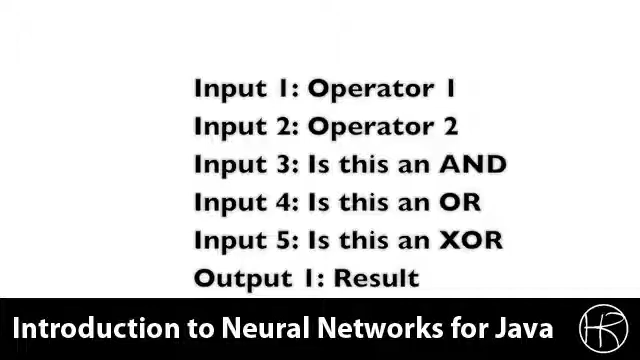 Input 1: Operator 1
Input 2: Operator 2
Input 3: Is this an AND
Input 4: Is this an OR
Input 5: Is this an XOR
Output 1: Result
Introduction to Neural Networks for Java